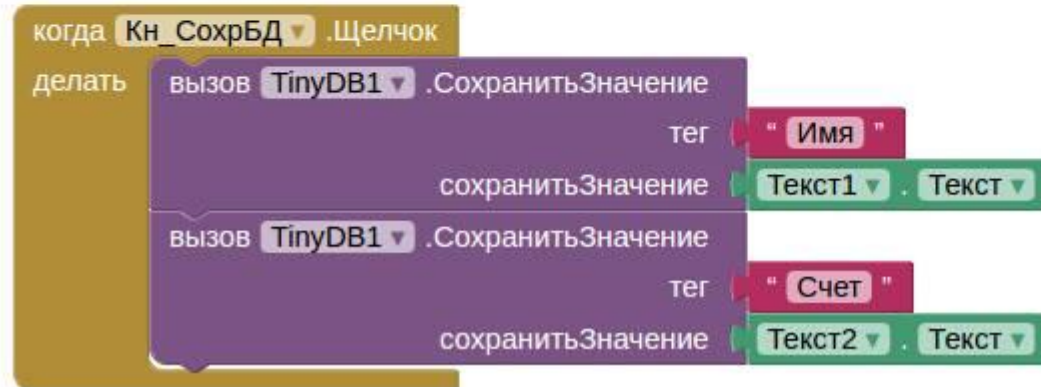 когда Кн_СохрБД .Щелчок
делать вызов TinyDB1 .СохранитьЗначение
тег " Имя "
сохранитьЗначение Текст1 . Текст
вызов TinyDB1 .СохранитьЗначение
тег " Счет "
сохранитьЗначение Текст2 . Текст